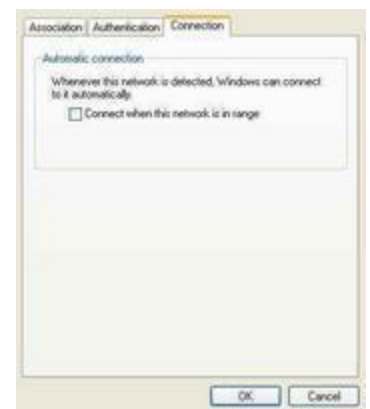 Association Authentication Connection
Automatic connection
Whenever this network is detected, Windows can connect
to it automatically.
Connect when this network is in range
OK Cancel